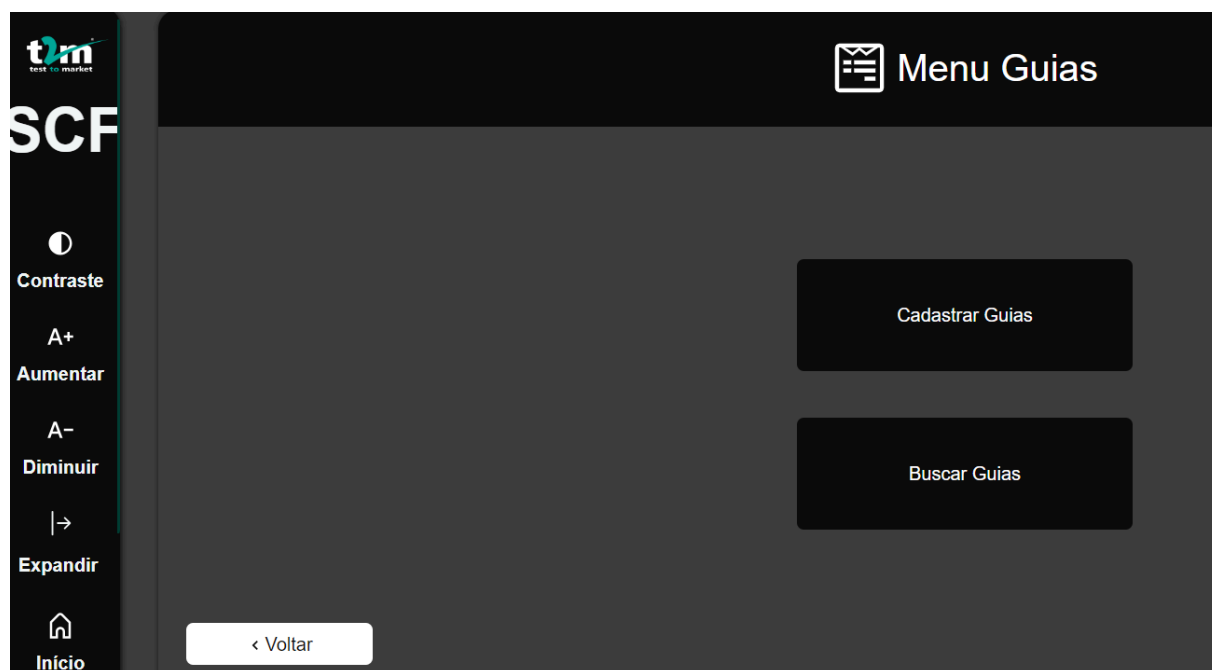 t2m
test to market
SCF
Contraste
A+
Aumentar
A-
Diminuir
Expandir
Início
Menu Guias
Cadastrar Guias
Buscar Guias
‹ Voltar